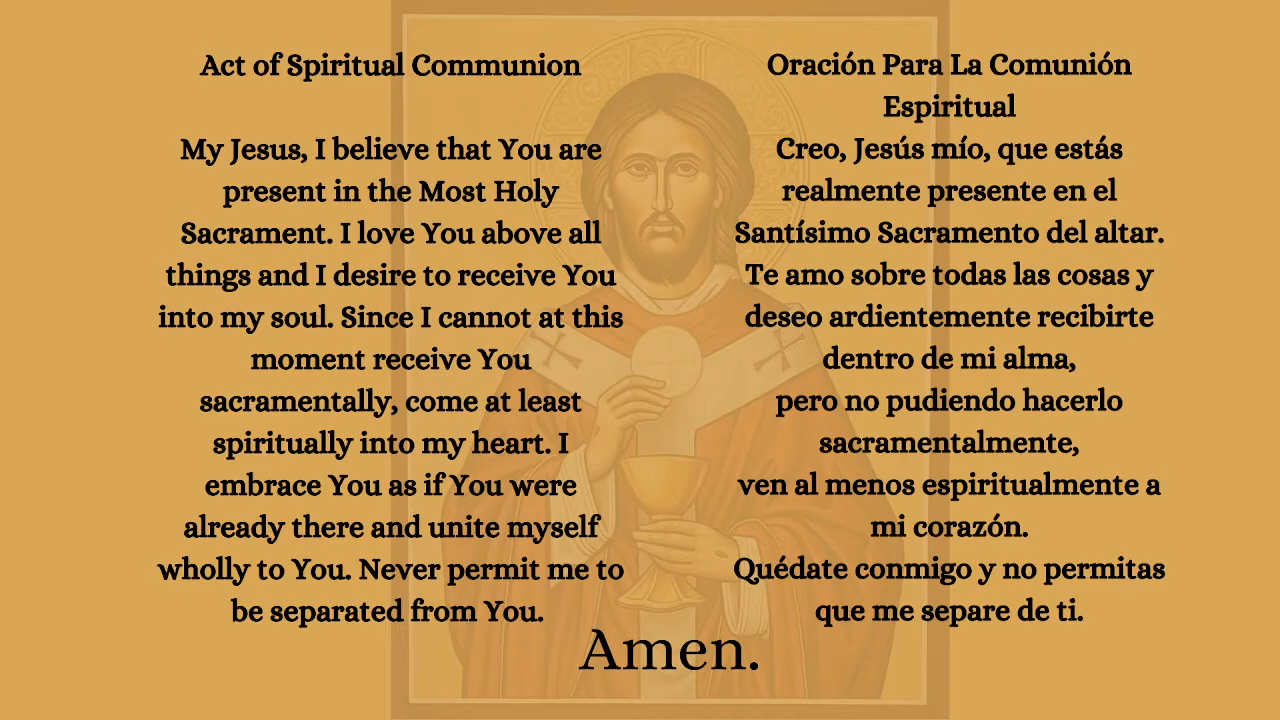 Act of Spiritual Communion
My Jesus, I believe that You are
present in the Most Holy
Sacrament. I love You above all
things and I desire to receive You
into my soul. Since I cannot at this
moment receive You
sacramentally, come at least
spiritually into my heart. I
embrace You as if You were
already there and unite myself
wholly to You. Never permit me to
be separated from You.
Oración Para La Comunión
Espiritual
Creo, Jesús mío, que estás
realmente presente en el
Santísimo Sacramento del altar.
Te amo sobre todas las cosas y
deseo ardientemente recibirte
dentro de mi alma,
pero no pudiendo hacerlo
sacramentalmente,
ven al menos espiritualmente a
mi corazón.
Quédate conmigo y no permitas
que me separe de ti.
Amen.